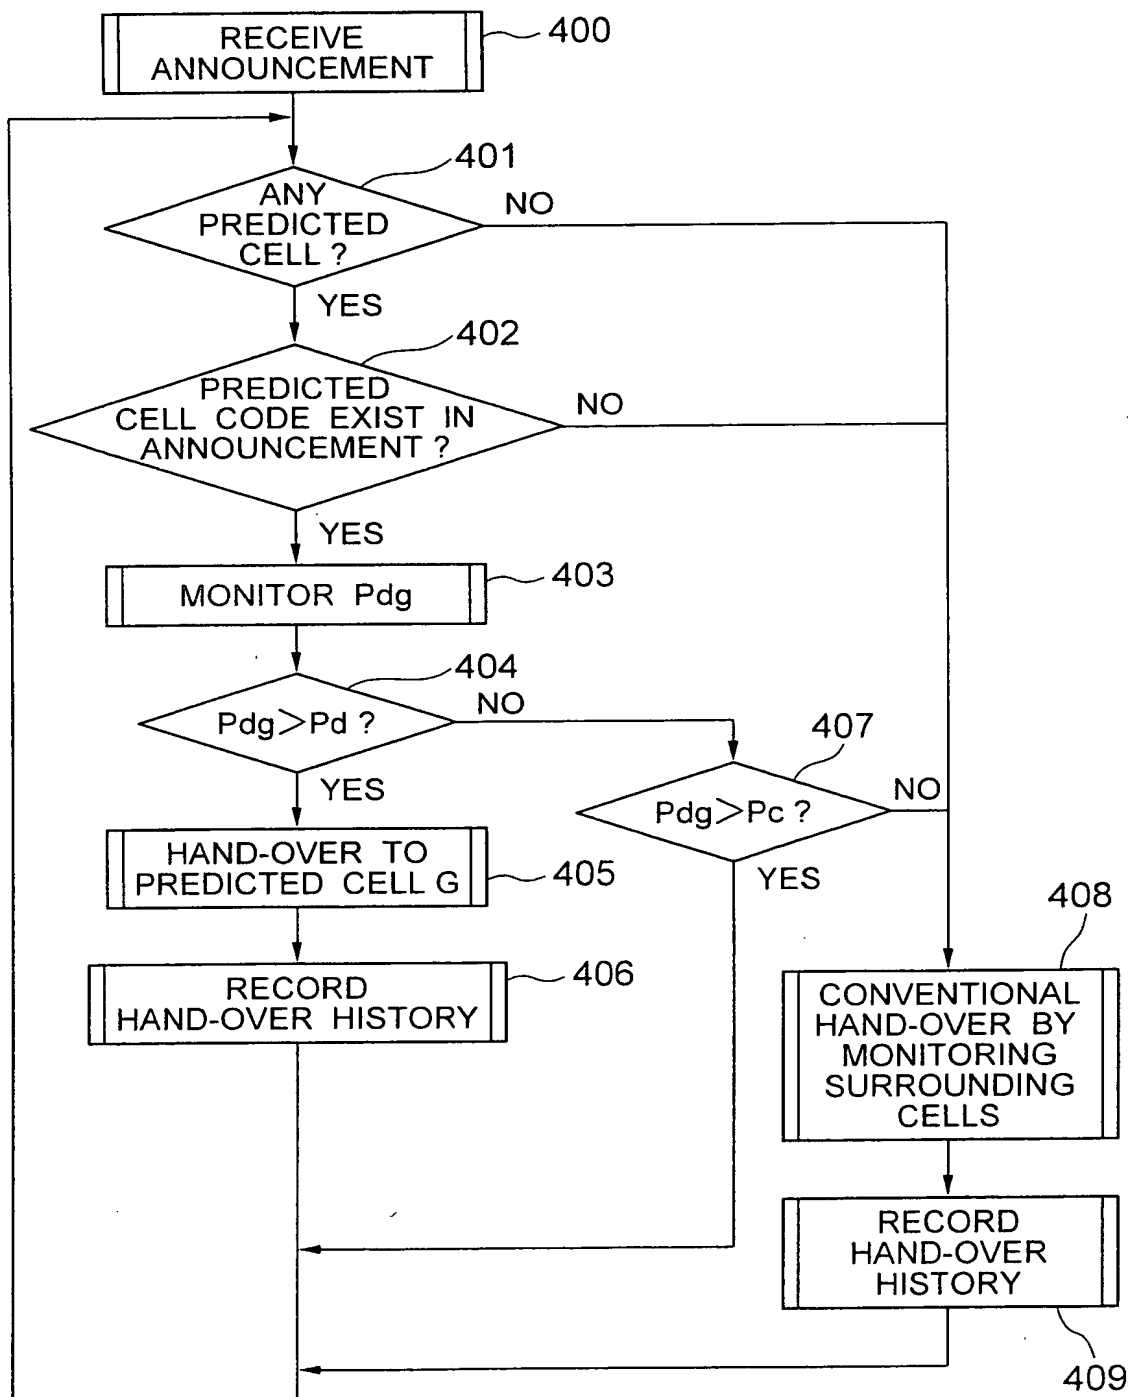 RECEIVE
ANNOUNCEMENT
400
401
ANY
PREDICTED
CELL ?
NO
YES
402
PREDICTED
CELL CODE EXIST IN
ANNOUNCEMENT ?
NO
YES
MONITOR Pdg
403
404
Pdg>Pd ?
NO
YES
407
Pdg>Pc ?
NO
YES
HAND-OVER TO
PREDICTED CELL G
405
RECORD
HAND-OVER HISTORY
406
408
CONVENTIONAL
HAND-OVER BY
MONITORING
SURROUNDING
CELLS
RECORD
HAND-OVER
HISTORY
409